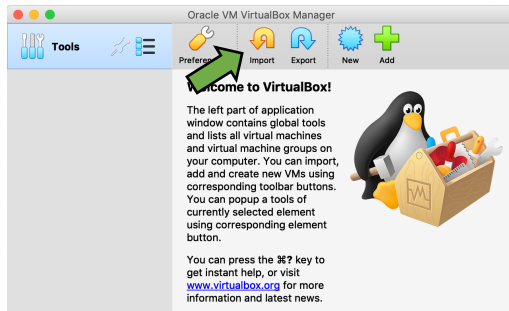 Oracle VM VirtualBox Manager
Tools
Import
Export
New
Add
to VirtualBox!
The left part of application
window contains global tools
and lists all virtual machines
and virtual machine groups on
your computer. You can import,
add and create new VMs using
corresponding toolbar buttons.
You can popup a tools of
currently selected element
using corresponding element
button.
You can press the ⌘? key to
get instant help, or visit
www.virtualbox.org for more
information and latest news.